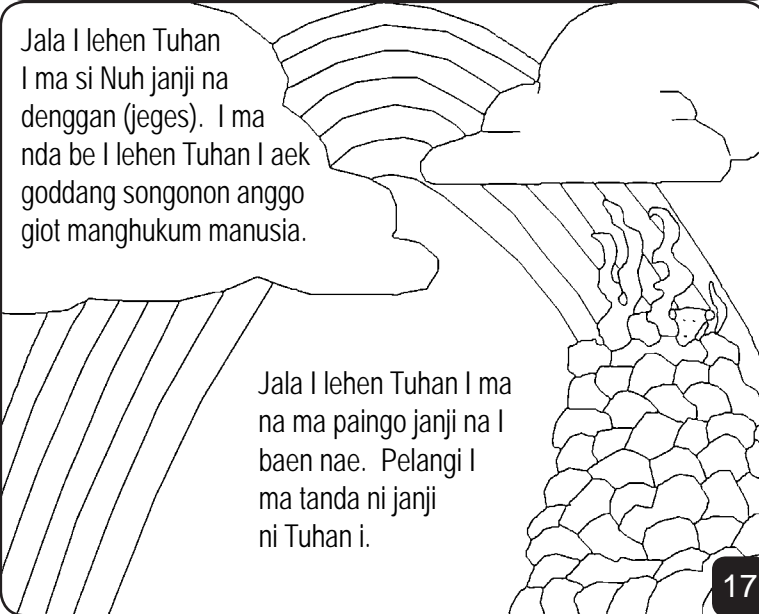 Jala I lehen Tuhan
I ma si Nuh janji na
denggan (jeges). I ma
nda be I lehen Tuhan I aek
goddang songonon anggo
giot manghukum manusia.
Jala I lehen Tuhan I ma
na ma paingo janji na I
baen nae. Pelangi I
ma tanda ni janji
ni Tuhan i.
17